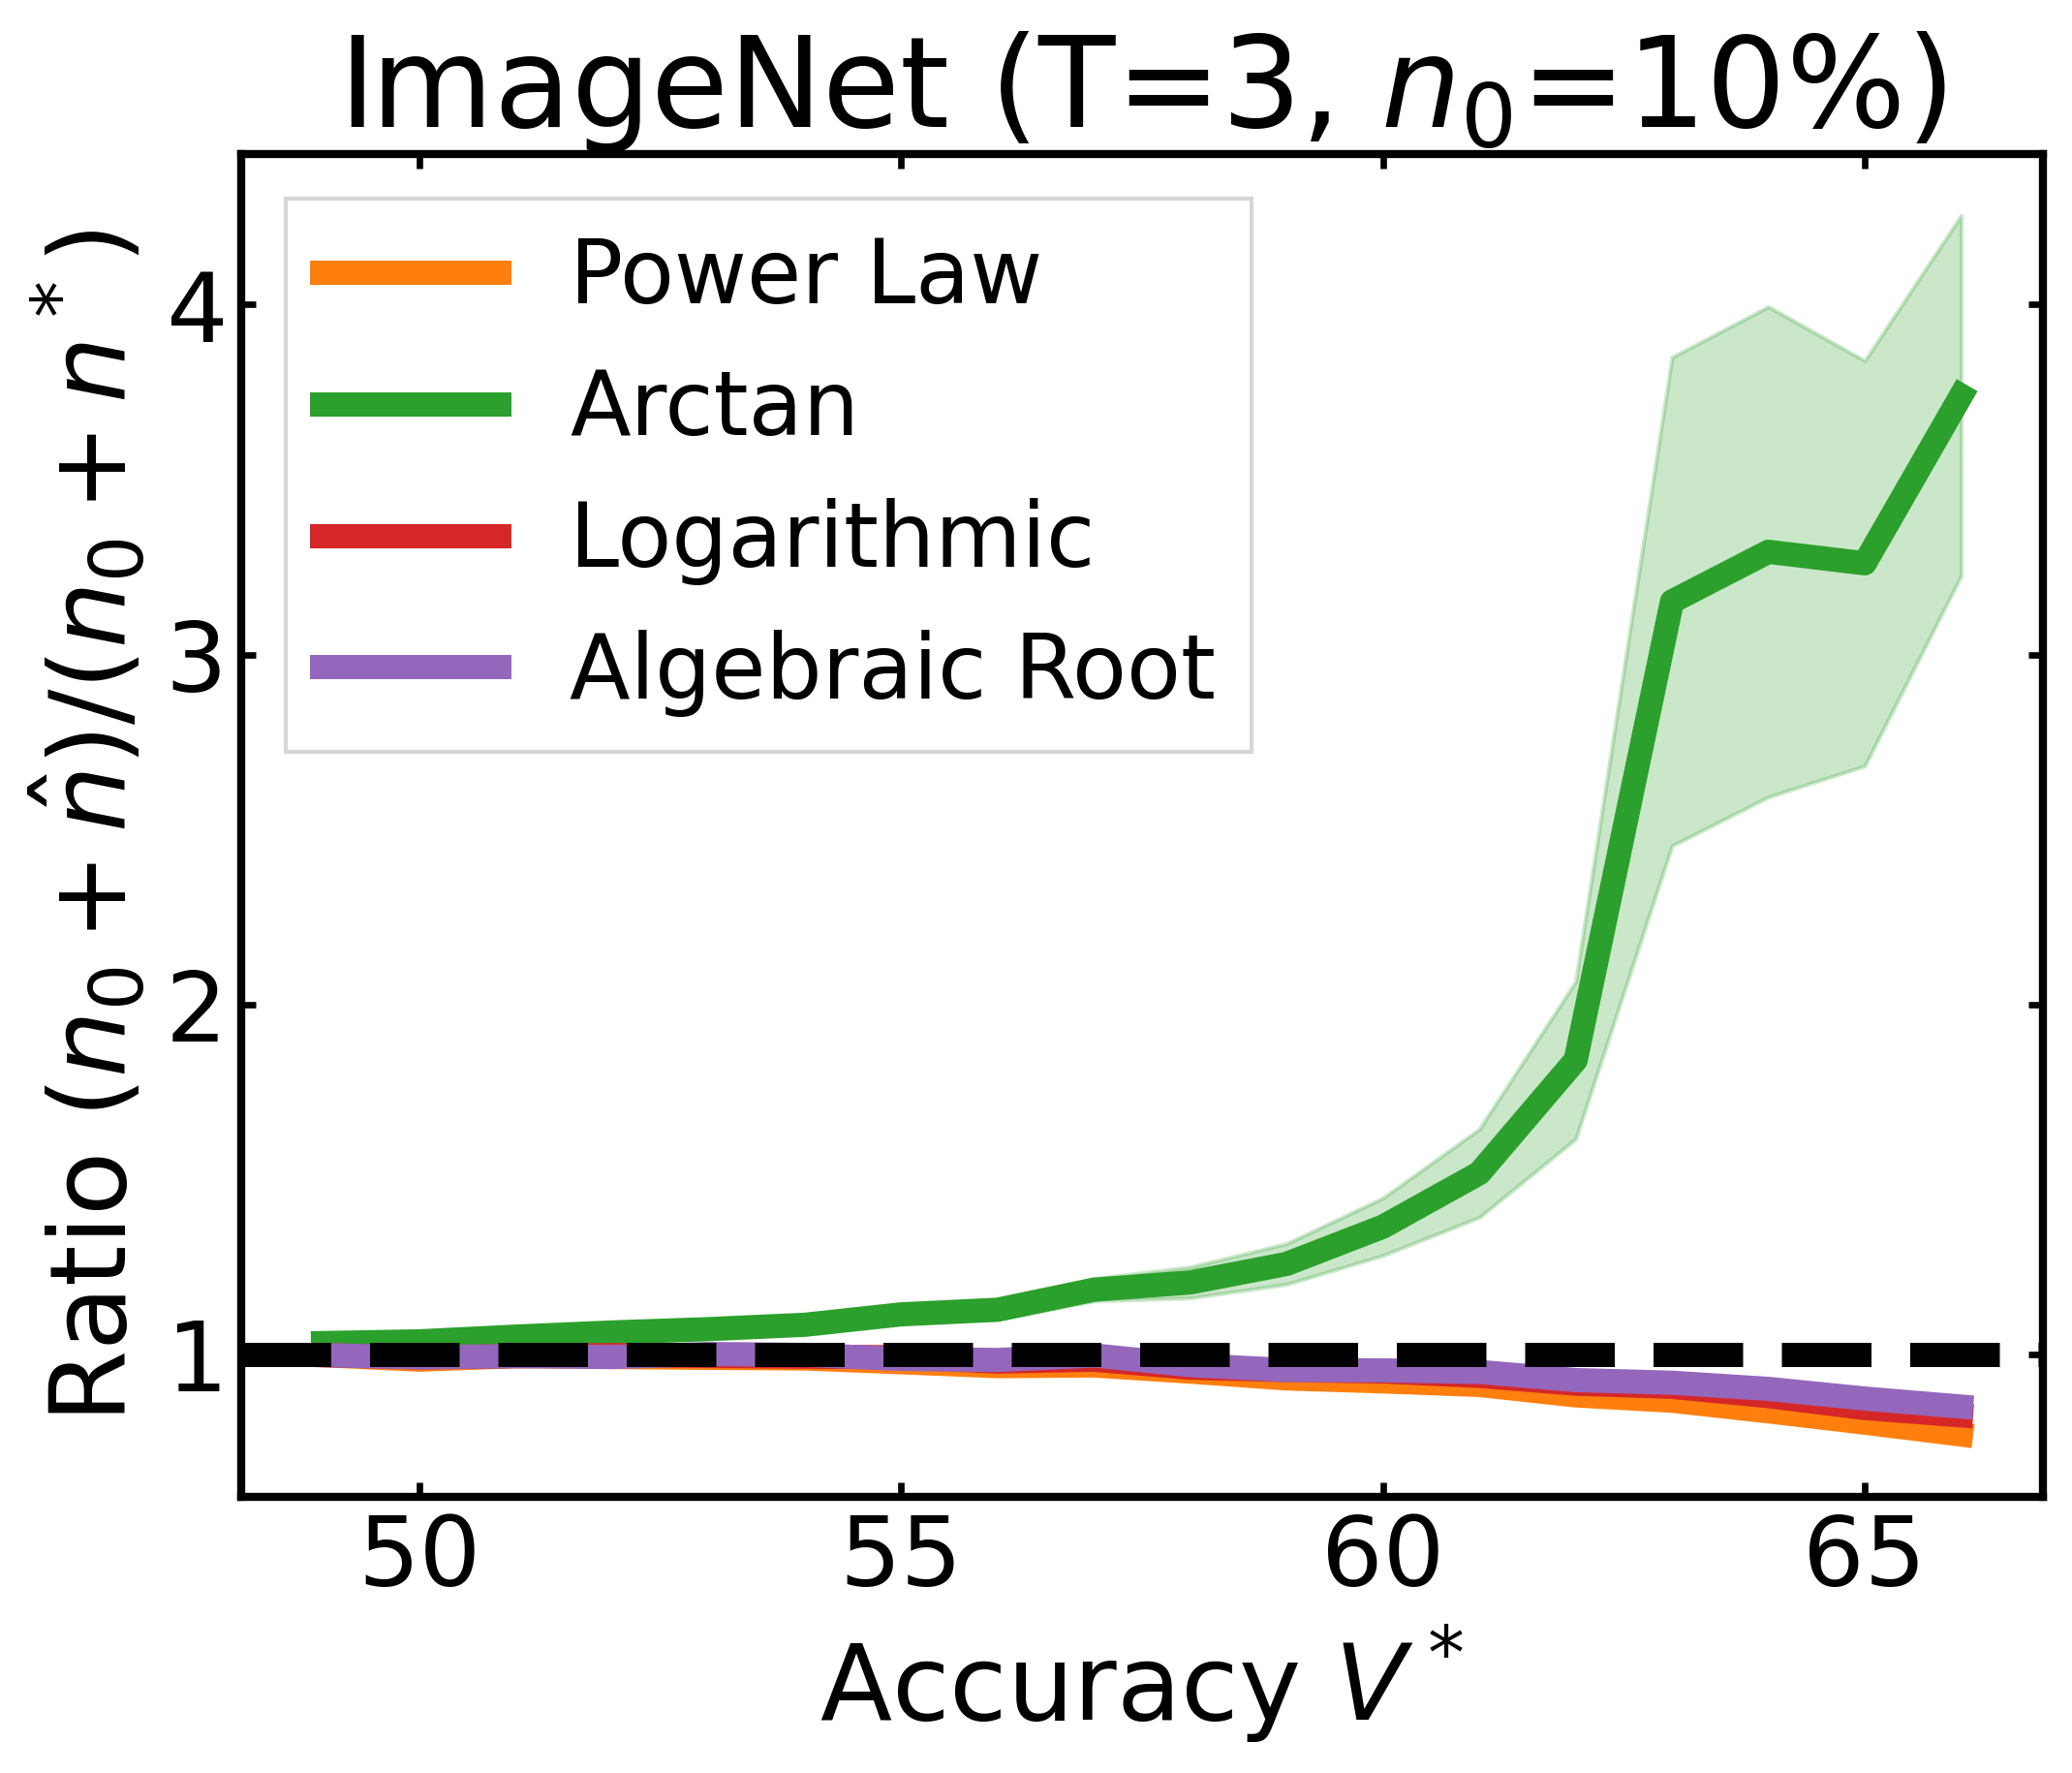 ImageNet (T=3, n₀=10%)
Ratio (n₀ + n̂)/(n₀ + n*)
4
3
2
1
Power Law
Arctan
Logarithmic
Algebraic Root
50 55 60 65
Accuracy V*